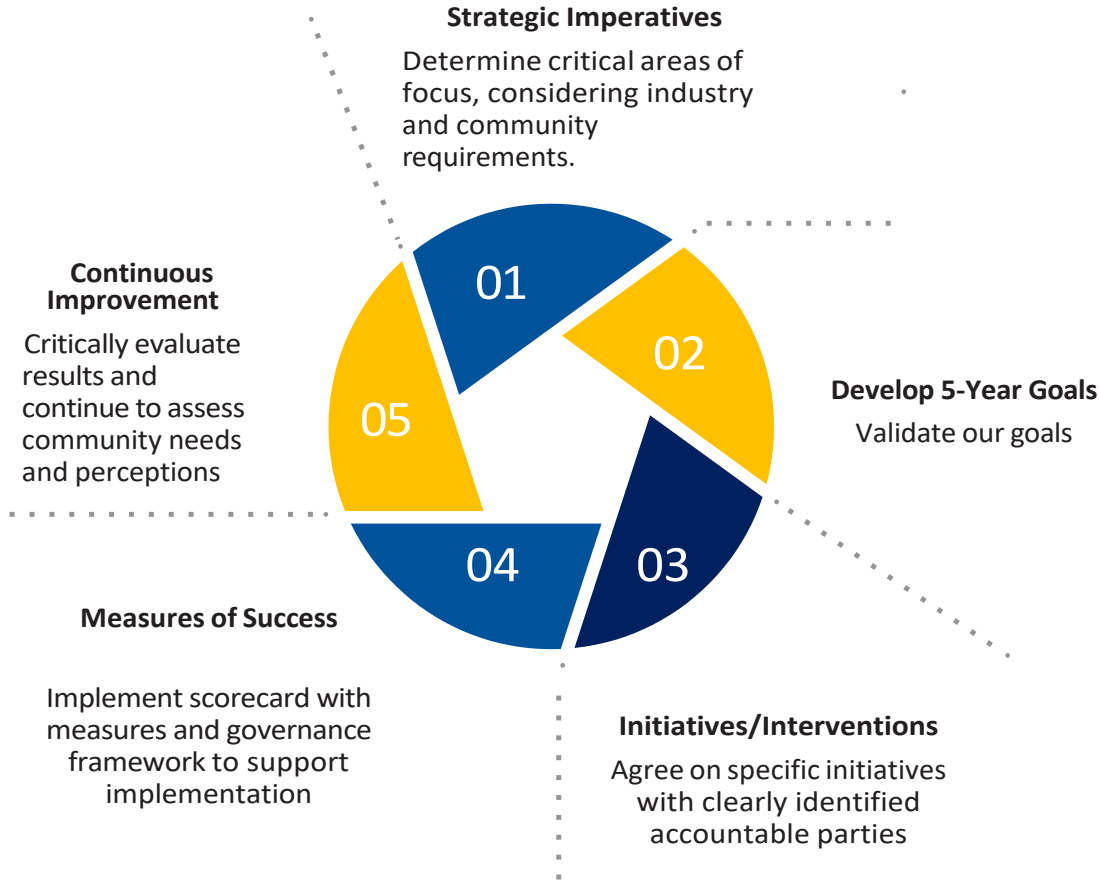 Strategic Imperatives
Determine critical areas of
focus, considering industry
and community
requirements.
01
02
Develop 5-Year Goals
Validate our goals
03
Initiatives/Interventions
Agree on specific initiatives
with clearly identified
accountable parties
04
Measures of Success
Implement scorecard with
measures and governance
framework to support
implementation
05
Continuous
Improvement
Critically evaluate
results and
continue to assess
community needs
and perceptions